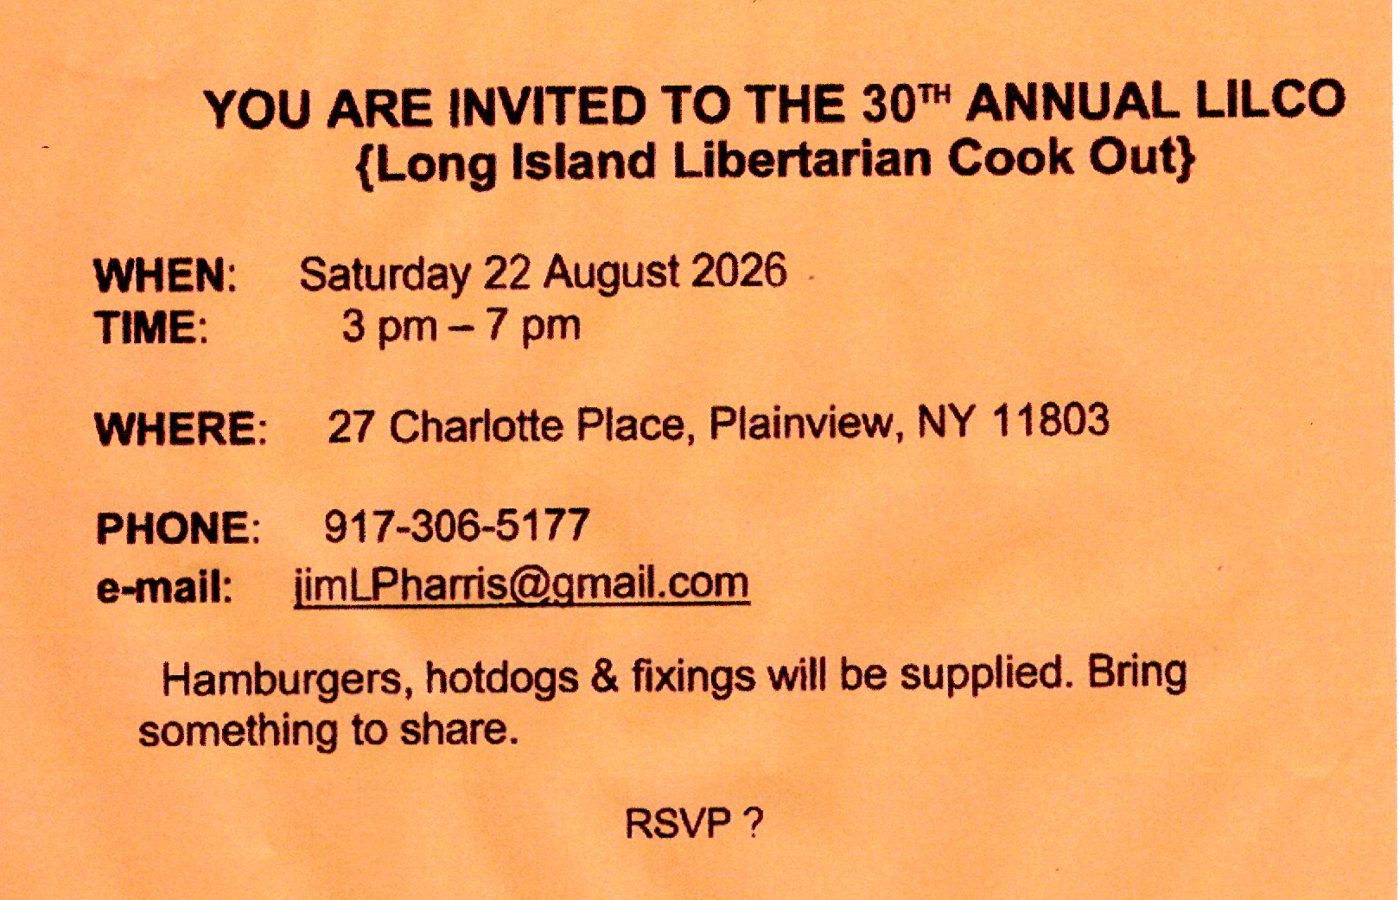 YOU ARE INVITED TO THE 30TH ANNUAL LILCO
{Long Island Libertarian Cook Out}
WHEN: Saturday 22 August 2026
TIME: 3 pm – 7 pm
WHERE: 27 Charlotte Place, Plainview, NY 11803
PHONE: 917-306-5177
e-mail: jimLPharris@gmail.com
Hamburgers, hotdogs & fixings will be supplied. Bring
something to share.
RSVP ?